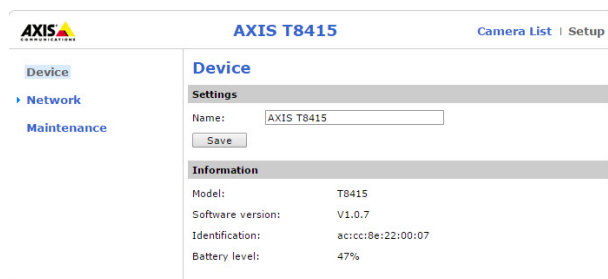 AXIS
COMMUNICATIONS
AXIS T8415
Camera List | Setup
Device
Network
Maintenance
Device
Settings
Name: AXIS T8415
Save
Information
Model: T8415
Software version: V1.0.7
Identification: ac:cc:8e:22:00:07
Battery level: 47%